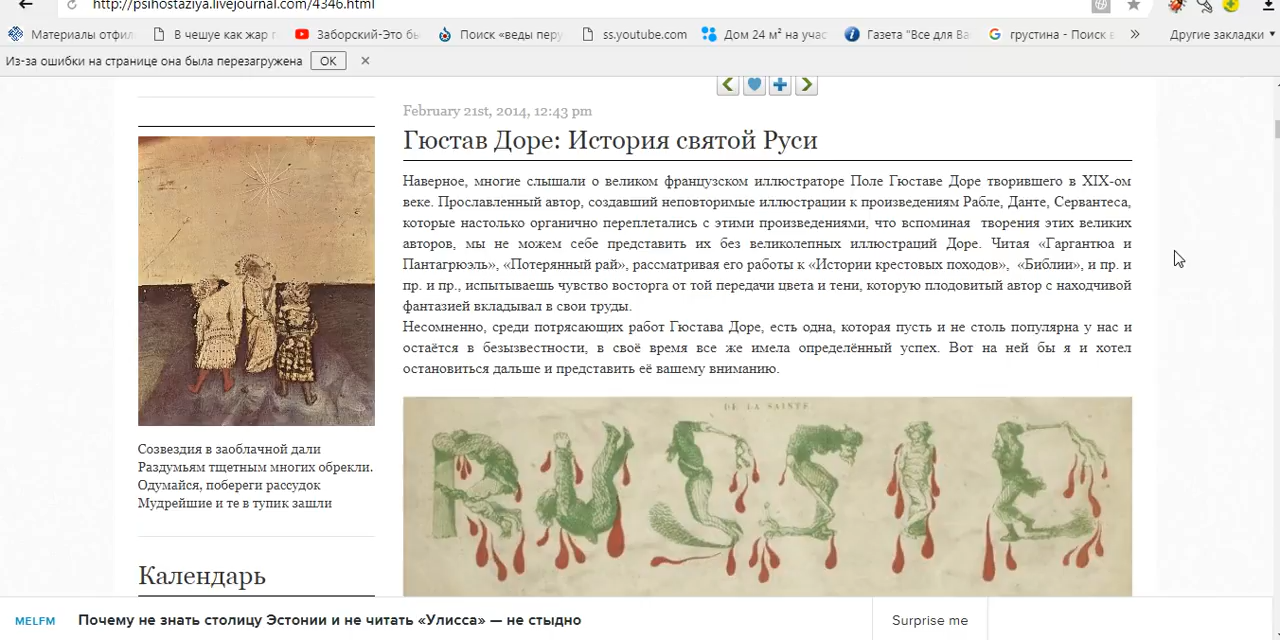 http://psihostaziya.livejournal.com/4346.html
Материалы отфил
В чешуе как жар г
Заборский-Это бы
Поиск «веды перу
ss.youtube.com
Дом 24 м² на учас
Газета "Все для Ва
грустина - Поиск в
»
Другие закладки
Из-за ошибки на странице она была перезагружена
OK
February 21st, 2014, 12:43 pm
Гюстав Доре: История святой Руси
Наверное, многие слышали о великом французском иллюстраторе Поле Гюставе Доре творившего в XIX-ом
веке. Прославленный автор, создавший неповторимые иллюстрации к произведениям Рабле, Данте, Сервантеса,
которые настолько органично переплетались с этими произведениями, что вспоминая творения этих великих
авторов, мы не можем себе представить их без великолепных иллюстраций Доре. Читая «Гаргантюа и
Пантагрюэль», «Потерянный рай», рассматривая его работы к «Истории крестовых походов», «Библии», и пр. и
пр. и пр., испытываешь чувство восторга от той передачи цвета и тени, которую плодовитый автор с находчивой
фантазией вкладывал в свои труды.
Несомненно, среди потрясающих работ Гюстава Доре, есть одна, которая пусть и не столь популярна у нас и
остаётся в безызвестности, в своё время все же имела определённый успех. Вот на ней бы я и хотел
остановиться дальше и представить её вашему вниманию.
DE LA SAINTE
RUSSIE
Созвездия в заоблачной дали
Раздумьям тщетным многих обрекли.
Одумайся, побереги рассудок
Мудрейшие и те в тупик зашли
Календарь
MELFM
Почему не знать столицу Эстонии и не читать «Улисса» — не стыдно
Surprise me